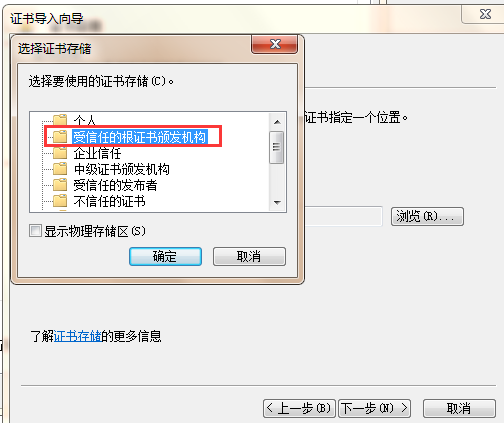 证书导入向导
选择证书存储
选择要使用的证书存储(C)。
个人
受信任的根证书颁发机构
企业信任
中级证书颁发机构
受信任的发布者
不信任的证书
显示物理存储区(S)
确定
取消
证书指定一个位置。
浏览(R)...
了解证书存储的更多信息
< 上一步(B)
下一步(N) >
取消